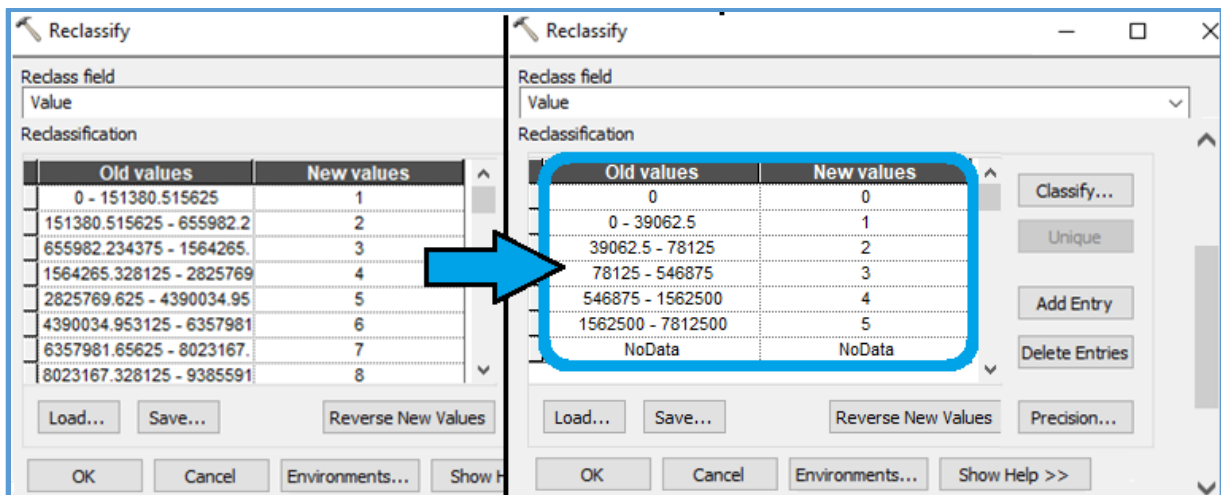 Reclassify
Reclass field
Value
Reclassification
Old values New values
0 - 151380.515625 1
151380.515625 - 655982.2 2
655982.234375 - 1564265. 3
1564265.328125 - 2825769 4
2825769.625 - 4390034.95 5
4390034.953125 - 6357981 6
6357981.65625 - 8023167. 7
8023167.328125 - 9385591 8
Load... Save... Reverse New Values
OK Cancel Environments... Show H
Reclassify
Reclass field
Value
Reclassification
Old values New values
0 0
0 - 39062.5 1
39062.5 - 78125 2
78125 - 546875 3
546875 - 1562500 4
1562500 - 7812500 5
NoData NoData
Classify...
Unique
Add Entry
Delete Entries
Load... Save... Reverse New Values Precision...
OK Cancel Environments... Show Help >>